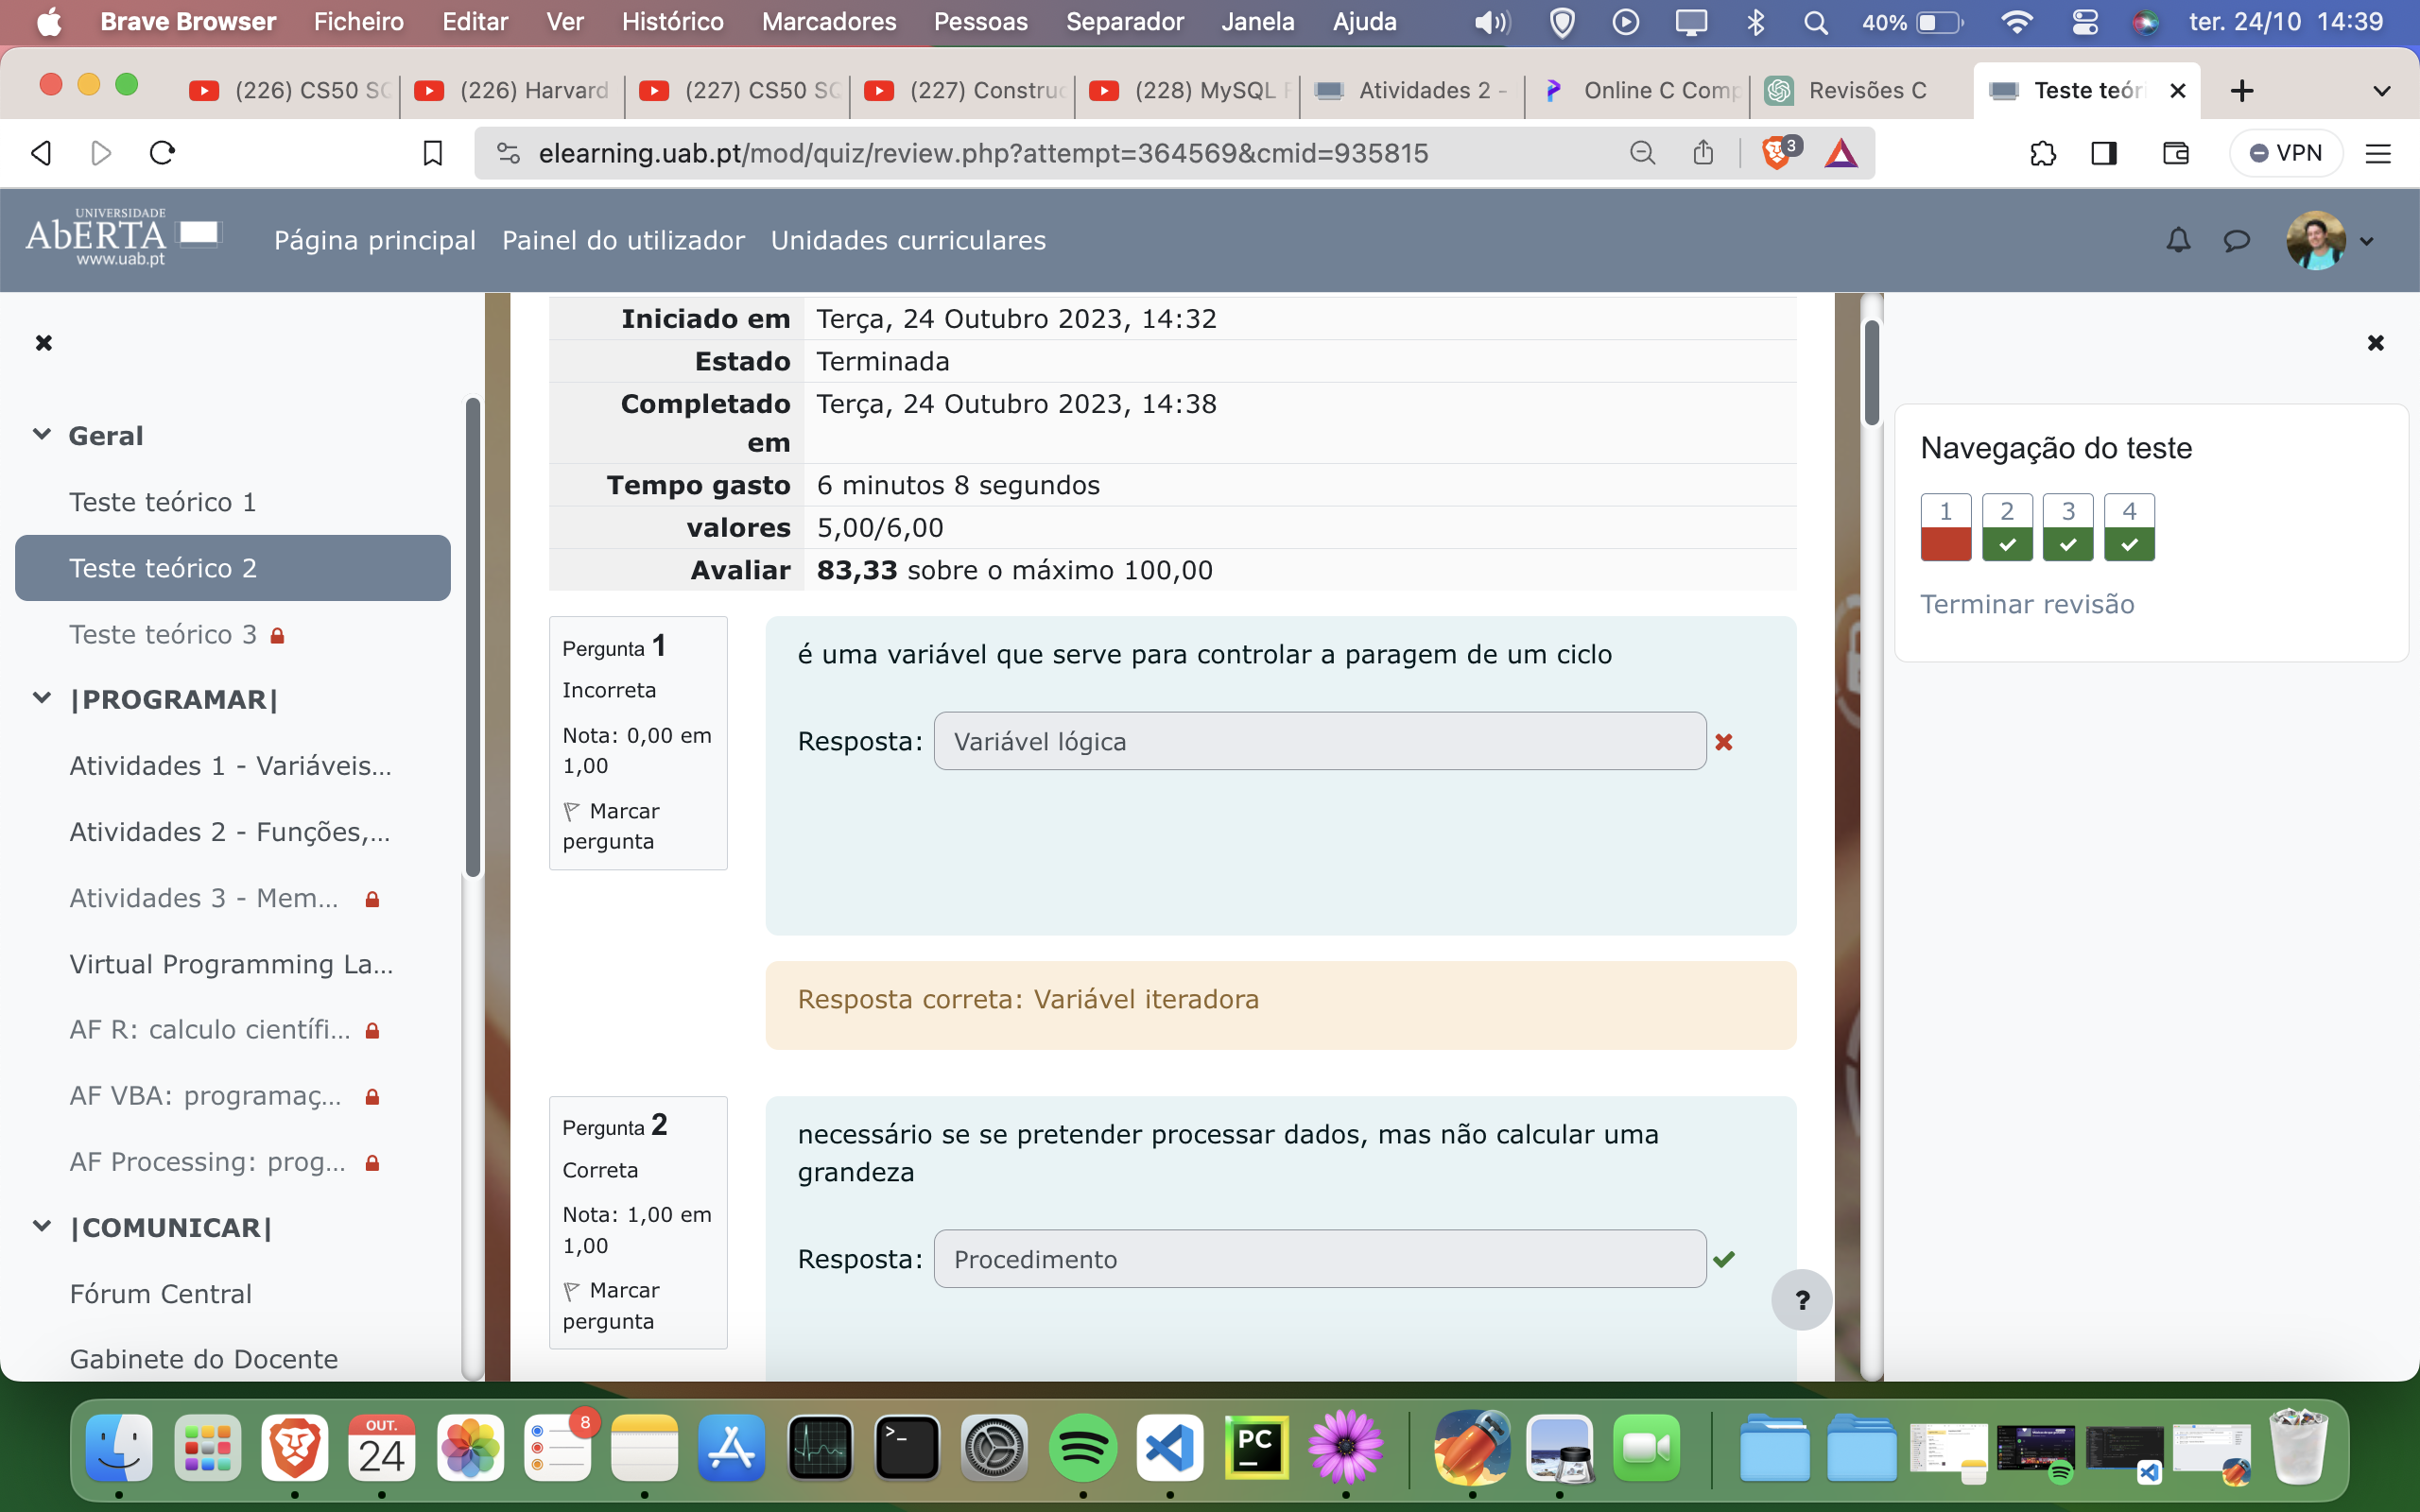 Brave Browser Ficheiro Editar Ver Histórico Marcadores Pessoas Separador Janela Ajuda 40% ter. 24/10 14:39
(226) CS50 SQ (226) Harvard (227) CS50 SQ (227) Construc (228) MySQL Atividades 2 - Online C Comp Revisões C Teste teóri
elearning.uab.pt/mod/quiz/review.php?attempt=364569&cmid=935815 3 VPN
UNIVERSIDADE
AbERTA
www.uab.pt
Página principal Painel do utilizador Unidades curriculares
Geral
Teste teórico 1
Teste teórico 2
Teste teórico 3
|PROGRAMAR|
Atividades 1 - Variáveis...
Atividades 2 - Funções,...
Atividades 3 - Mem...
Virtual Programming La...
AF R: calculo científi...
AF VBA: programaç...
AF Processing: prog...
|COMUNICAR|
Fórum Central
Gabinete do Docente
Iniciado em Terça, 24 Outubro 2023, 14:32
Estado Terminada
Completado em Terça, 24 Outubro 2023, 14:38
Tempo gasto 6 minutos 8 segundos
valores 5,00/6,00
Avaliar 83,33 sobre o máximo 100,00
Pergunta 1
Incorreta
Nota: 0,00 em
1,00
Marcar
pergunta
é uma variável que serve para controlar a paragem de um ciclo
Resposta: Variável lógica
Resposta correta: Variável iteradora
Pergunta 2
Correta
Nota: 1,00 em
1,00
Marcar
pergunta
necessário se se pretender processar dados, mas não calcular uma
grandeza
Resposta: Procedimento
?
Navegação do teste
1 2 3 4
Terminar revisão
OUT.
24
8
>_
PC